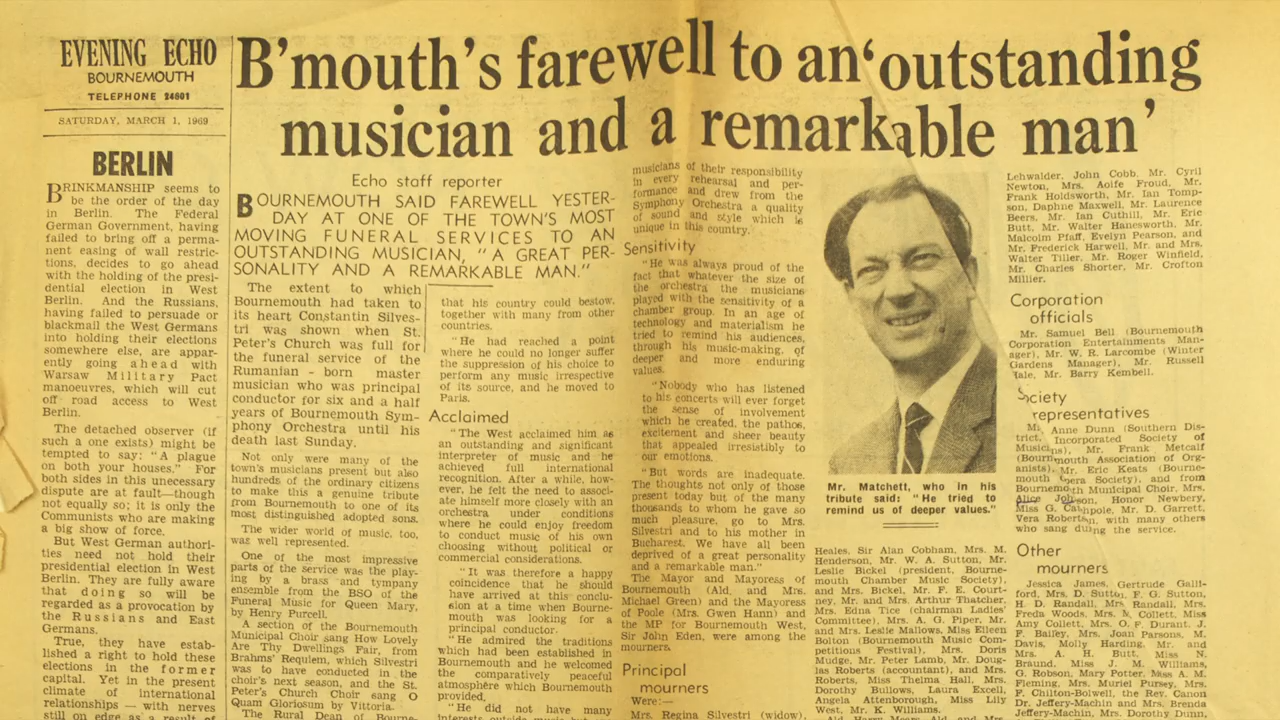 EVENING ECHO
BOURNEMOUTH
TELEPHONE 24601
SATURDAY, MARCH 1, 1969
B'mouth's farewell to an 'outstanding
musician and a remarkable man'
BERLIN
BRINKMANSHIP seems to
be the order of the day
in Berlin. The Federal
German Government, having
failed to bring off a perma-
nent easing of wall restric-
tions, decides to go ahead
with the holding of the presi-
dential election in West
Berlin. And the Russians,
having failed to persuade or
blackmail the West Germans
into holding their elections
somewhere else, are appar-
ently going ahead with
Warsaw Military Pact
manoeuvres, which will cut
off road access to West
Berlin.
The detached observer (if
such a one exists) might be
tempted to say: "A plague
on both your houses." For
both sides in this unnecessary
dispute are at fault—though
not equally so; it is only the
Communists who are making
a big show of force.
But West German authori-
ties need not hold their
presidential election in West
Berlin. They are fully aware
that doing so will be
regarded as a provocation by
the Russians and East
Germans.
True, they have estab-
lished a right to hold these
elections in the former
capital. Yet in the present
climate of international
relationships — with nerves
still on edge as a result of
Echo staff reporter
BOURNEMOUTH SAID FAREWELL YESTER-
DAY AT ONE OF THE TOWN'S MOST
MOVING FUNERAL SERVICES TO AN
OUTSTANDING MUSICIAN, "A GREAT PER-
SONALITY AND A REMARKABLE MAN."
The extent to which
Bournemouth had taken to
its heart Constantin Silves-
tri was shown when St.
Peter's Church was full for
the funeral service of the
Rumanian - born master
musician who was principal
conductor for six and a half
years of Bournemouth Sym-
phony Orchestra until his
death last Sunday.
Not only were many of the
town's musicians present but also
hundreds of the ordinary citizens
to make this a genuine tribute
from Bournemouth to one of its
most distinguished adopted sons.
The wider world of music, too,
was well represented.
One of the most impressive
parts of the service was the play-
ing by a brass and tympany
ensemble from the BSO of the
Funeral Music for Queen Mary,
by Henry Purcell.
A section of the Bournemouth
Municipal Choir sang How Lovely
Are Thy Dwellings Fair, from
Brahms' Requiem, which Silvestri
was to have conducted in the
choir's next season, and the St.
Peter's Church Choir sang O
Quam Gloriosum by Vittoria.
The Rural Dean of Bourne-
that his country could bestow,
together with many from other
countries.
"He had reached a point
where he could no longer suffer
the suppression of his choice to
perform any music irrespective
of its source, and he moved to
Paris.
Acclaimed
"The West acclaimed him as
an outstanding and significant
interpreter of music and he
achieved full international
recognition. After a while, how-
ever, he felt the need to associ-
ate himself more closely with an
orchestra under conditions
where he could enjoy freedom
to conduct music of his own
choosing without political or
commercial considerations.
"It was therefore a happy
coincidence that he should
have arrived at this conclu-
sion at a time when Bourne-
mouth was looking for a
principal conductor.
"He admired the traditions
which had been established in
Bournemouth and he welcomed
the comparatively peaceful
atmosphere which Bournemouth
provided.
"He did not have many
interests outside music but
musicians of their responsibility
in every rehearsal and per-
formance and drew from the
Symphony Orchestra a quality
of sound and style which is
unique in this country.
Sensitivity
"He was always proud of the
fact that whatever the size of
the orchestra the musicians
played with the sensitivity of a
chamber group. In an age of
technology and materialism he
tried to remind his audiences,
through his music-making, of
deeper and more enduring
values.
"Nobody who has listened
to his concerts will ever forget
the sense of involvement
which he created, the pathos,
excitement and sheer beauty
that appealed irresistibly to
our emotions.
"But words are inadequate.
The thoughts not only of those
present today but of the many
thousands to whom he gave so
much pleasure, go to Mrs.
Silvestri and to his mother in
Bucharest. We have all been
deprived of a great personality
and a remarkable man."
The Mayor and Mayoress of
Bournemouth (Ald. and Mrs.
Michael Green) and the Mayoress
of Poole (Mrs. Gwen Hunn) and
the MP for Bournemouth West,
Sir John Eden, were among the
mourners.
Principal
mourners
Were:—
Mrs. Regina Silvestri (widow),
Mr. Matchett, who in his
tribute said: "He tried to
remind us of deeper values."
Heales, Sir Alan Cobham, Mrs. M.
Henderson, Mr. W. A. Sutton, Mr.
Leslie Bickel (president, Bourne-
mouth Chamber Music Society),
and Mrs. Bickel, Mr. F. E. Court-
ney, Mr. and Mrs. Arthur Thatcher,
Mrs. Edna Tice (chairman Ladies'
Committee), Mrs. A. G. Piper, Mr.
and Mrs. Leslie Mallows, Miss Eileen
Bolton (Bournemouth Music Com-
petitions Festival), Mrs. Doris
Mudge, Mr. Peter Lamb, Mr. Doug-
las Roberts (accountant), and Mrs.
Roberts, Miss Thelma Hall, Mrs.
Dorothy Bullows, Laura Excell,
Angela Attenborough, Miss Lily
West, Mr. K. Williams.
Lehwalder, John Cobb, Mr. Cyril
Newton, Mrs. Aoife Froud, Mr.
Frank Holdsworth, Mr. Ian Tomp-
son, Daphne Maxwell, Mr. Laurence
Beers, Mr. Ian Cuthill, Mr. Eric
Butt, Mr. Walter Hanesworth, Mr.
Malcolm Pfaff, Evelyn Pearson, and
Mr. Frederick Harwell, Mr. and Mrs.
Walter Tiller, Mr. Roger Winfield,
Mr. Charles Shorter, Mr. Crofton
Millier.
Corporation
officials
Mr. Samuel Bell (Bournemouth
Corporation Entertainments Man-
ager), Mr. W. R. Larcombe (Winter
Gardens Manager), Mr. Russell
Tale, Mr. Barry Kembell.
Society
representatives
Anne Dunn (Southern Dis-
trict, Incorporated Society of
Musicians), Mr. Frank Metcalf
(Bournemouth Association of Org-
anists), Mr. Eric Keats (Bourne-
mouth Opera Society), and from
Bournemouth Municipal Choir, Mrs.
Alice Honor Newbery,
Miss G. Catchpole, Mr. D. Garrett,
Vera Robertson, with many others
who sang during the service.
Other
mourners
Jessica James, Gertrude Galli-
ford, Mrs. D. Sutton, F. G. Sutton,
H. D. Randall, Mrs. Randall, Mrs.
Freda Woods, Mrs. N. Collett, Miss
Amy Collett, Mrs. O. F. Durant, J.
F. Bailey, Mrs. Joan Parsons, M.
Davis, Molly Harding, Mr. and
Mrs. A. H. Butt, Miss N.
Braund, Miss J. M. Williams,
G. Robson, Mary Potter, Miss A. M.
Fleming, Mrs. Muriel Pursey, Mrs.
F. Chilton-Bolwell, the Rev. Canon
Dr. Jeffery-Machin and Mrs. Brenda
Jeffery-Machin, Mrs. Dorothy